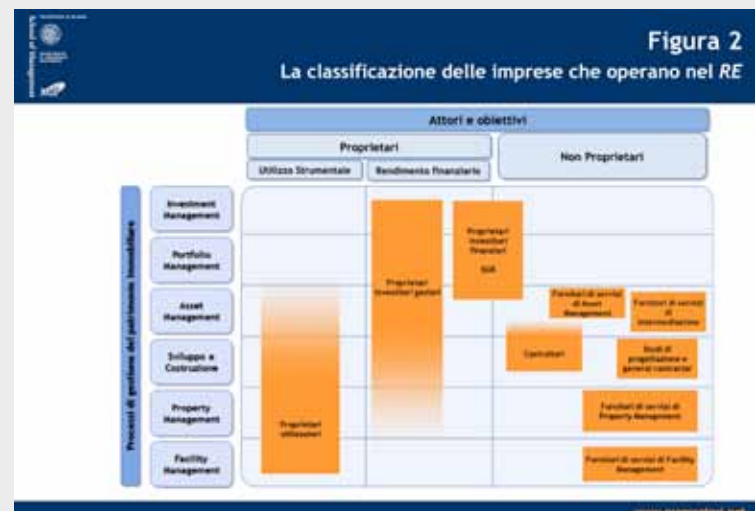 School of Management
Figura 2
La classificazione delle imprese che operano nel RE
Attori e obiettivi
Proprietari
Non Proprietari
Utilizzo Strumentale
Rendimento finanziario
Processi di gestione del patrimonio immobiliare
Investment
Management
Portfolio
Management
Asset
Management
Sviluppo e
Costruzione
Property
Management
Facility
Management
Proprietari
utilizzatori
Proprietari
investitori gestori
Proprietari
investitori
finanziari
SGR
Fornitori di servizi
di Asset
Management
Fornitori di servizi
di
intermediazione
Costruttori
Studi di
progettazione e
general contractor
Fornitori di servizi di
Property Management
Fornitori di servizi di Facility
Management